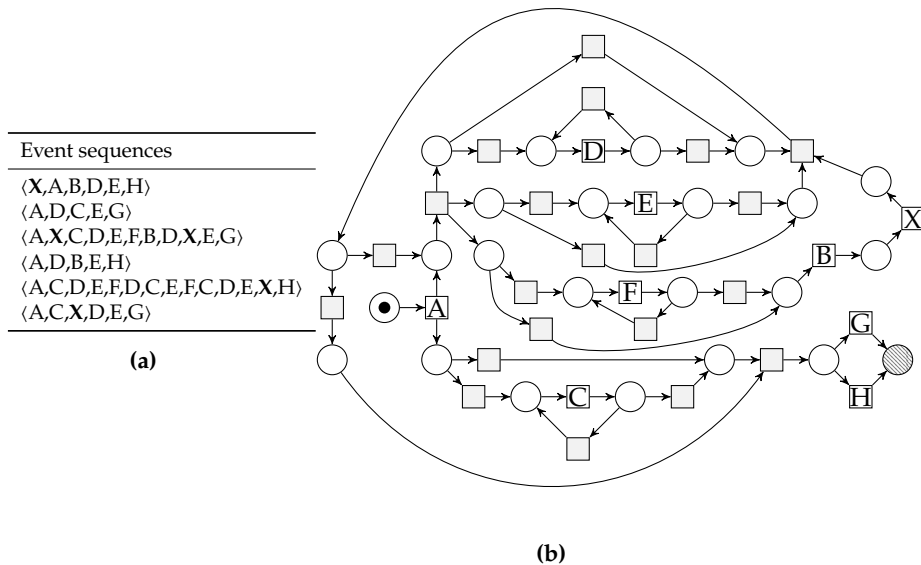 Event sequences
⟨X,A,B,D,E,H⟩
⟨A,D,C,E,G⟩
⟨A,X,C,D,E,F,B,D,X,E,G⟩
⟨A,D,B,E,H⟩
⟨A,C,D,E,F,D,C,E,F,C,D,E,X,H⟩
⟨A,C,X,D,E,G⟩
(a)
D
E
X
B
F
A
G
C
H
(b)